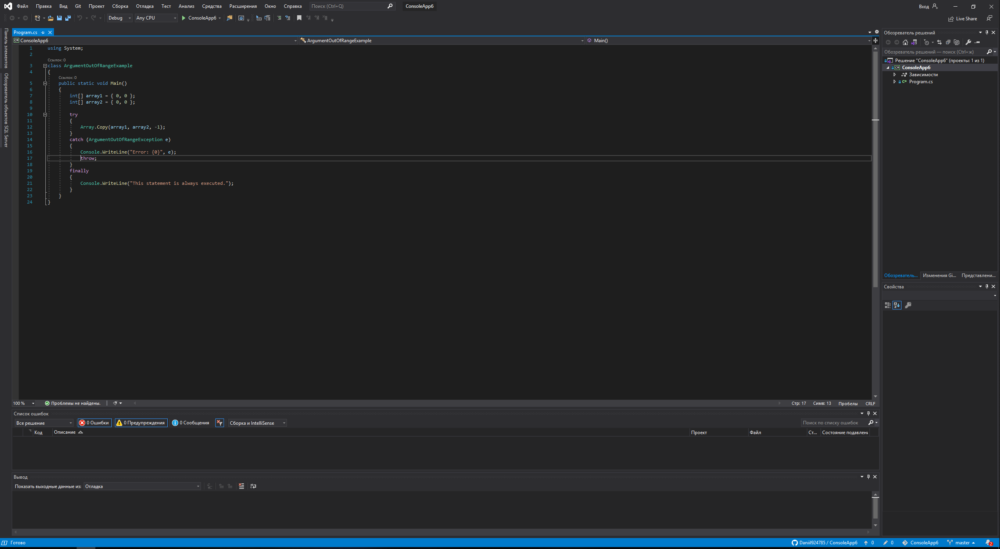 Файл Правка Вид Git Проект Сборка Отладка Тест Анализ Средства Расширения Окно Справка Поиск (Ctrl+Q) ConsoleApp6 Вход
Debug Any CPU ConsoleApp6 Live Share
Панель элементов
Обозреватель объектов SQL Server
Program.cs
ConsoleApp6 ArgumentOutOfRangeExample Main()
1 using System;
2
Ссылок: 0
3 class ArgumentOutOfRangeExample
4 {
Ссылок: 0
5 public static void Main()
6 {
7 int[] array1 = { 0, 0 };
8 int[] array2 = { 0, 0 };
9
10 try
11 {
12 Array.Copy(array1, array2, -1);
13 }
14 catch (ArgumentOutOfRangeException e)
15 {
16 Console.WriteLine("Error: {0}", e);
17 throw;
18 }
19 finally
20 {
21 Console.WriteLine("This statement is always executed.");
22 }
23 }
24 }
100 % Проблемы не найдены. Стр: 17 Симв: 13 Пробелы CRLF
Список ошибок
Все решение 0 Ошибки 0 Предупреждения 0 Сообщения Сборка и IntelliSense Поиск по списку ошибок
Код Описание Проект Файл Ст... Состояние подавлени
Вывод
Показать выходные данные из: Отладка
Обозреватель решений
Обозреватель решений — поиск (Ctrl+ж)
Решение "ConsoleApp6" (проекты: 1 из 1)
ConsoleApp6
Зависимости
C# Program.cs
Обозреватель... Изменения Gi... Представлени...
Свойства
Готово Daniil924785 / ConsoleApp6 0 0 ConsoleApp6 master 2